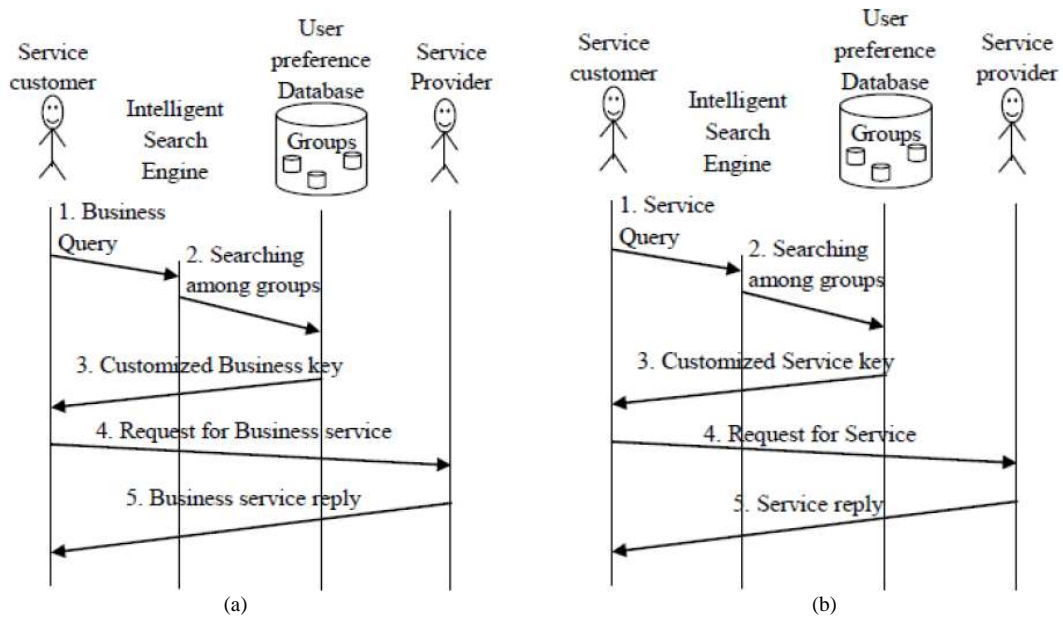 Service
customer
Intelligent
Search
Engine
User
preference
Database
Groups
Service
Provider
1. Business
Query
2. Searching
among groups
3. Customized Business key
4. Request for Business service
5. Business service reply
(a)
Service
customer
Intelligent
Search
Engine
User
preference
Database
Groups
Service
provider
1. Service
Query
2. Searching
among groups
3. Customized Service key
4. Request for Service
5. Service reply
(b)